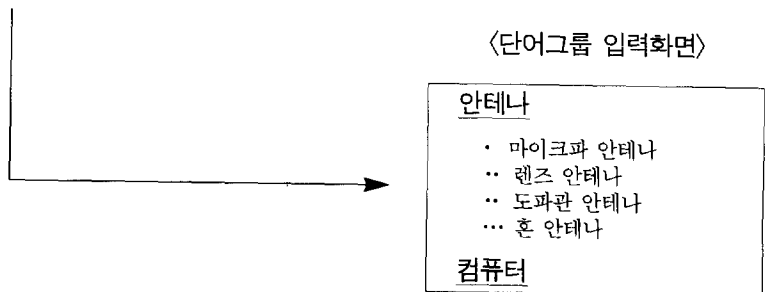 〈단어그룹 입력화면〉
안테나
· 마이크파 안테나
·· 렌즈 안테나
·· 도파관 안테나
··· 혼 안테나
컴퓨터